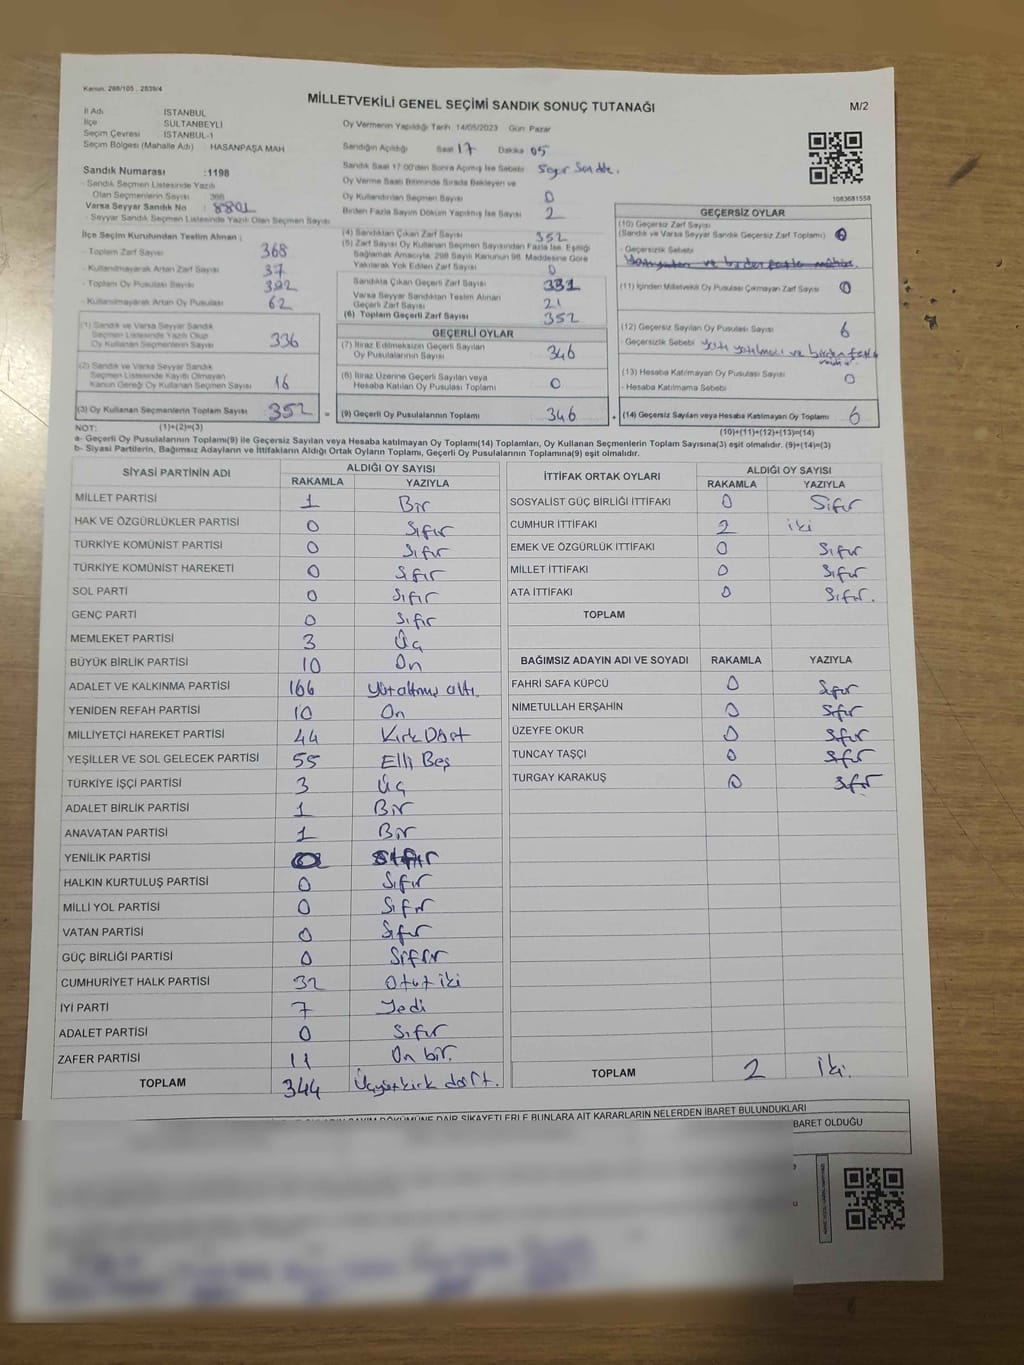 Kanun: 298/105 , 2839/4
MİLLETVEKİLİ GENEL SEÇİMİ SANDIK SONUÇ TUTANAĞI
M/2
İl Adı : İSTANBUL
İlçe : SULTANBEYLİ
Seçim Çevresi : İSTANBUL-1
Seçim Bölgesi (Mahalle Adı) : HASANPAŞA MAH
Sandık Numarası :1198
- Sandık Seçmen Listesinde Yazılı
Olan Seçmenlerin Sayısı
Varsa Seyyar Sandık No : 8801
- Seyyar Sandık Listesinde Yazılı Olan Seçmen Sayısı
İlçe Seçim Kurulundan Teslim Alınan ;
- Toplam Zarf Sayısı 368
- Kullanılmayarak Artan Zarf Sayısı 37
- Toplam Oy Pusulası Sayısı
- Kullanılmayarak Artan Oy Pusulası 62
(1) Sandık ve Varsa Seyyar Sandık
Seçmen Listesinde Yazılı Olup
Oy Kullanan Seçmenlerin Sayısı 336
(2) Sandık ve Varsa Seyyar Sandık
Seçmen Listesinde Kayıtlı Olmayan
Kanun Gereği Oy Kullanan Seçmen Sayısı 16
(3) Oy Kullanan Seçmenlerin Toplam Sayısı 352
(1)+(2)=(3)
Oy Vermenin Yapıldığı Tarih: 14/05/2023 Gün: Pazar
Sandığın Açıldığı Saat 17 Dakika 05
Sandık Saat 17:00'den Sonra Açılmış İse Sebebi
Oy Verme Saati Bitiminde Sırada Bekleyen ve
Oy Kullandırılan Seçmen Sayısı 0
Birden Fazla Sayım Döküm Yapılmış İse Sayısı 2
(4) Sandıktan Çıkan Zarf Sayısı 352
(5) Zarf Sayısı Oy Kullanan Seçmen Sayısından Fazla İse, Eşitliği
Sağlamak Amacıyla, 298 Sayılı Kanunun 98. Maddesine Göre
Yakılarak Yok Edilen Zarf Sayısı 0
Sandıkta Çıkan Geçerli Zarf Sayısı 331
Varsa Seyyar Sandıktan Teslim Alınan
Geçerli Zarf Sayısı 21
(6) Toplam Geçerli Zarf Sayısı 352
GEÇERLİ OYLAR
(7) İtiraz Edilmeksizin Geçerli Sayılan
Oy Pusulalarının Sayısı 346
(8) İtiraz Üzerine Geçerli Sayılan veya
Hesaba Katılan Oy Pusulası Toplamı 0
= (9) Geçerli Oy Pusulalarının Toplamı 346
1083681558
GEÇERSİZ OYLAR
(10) Geçersiz Zarf Sayısı
(Sandık ve Varsa Seyyar Sandık Geçersiz Zarf Toplamı) 0
- Geçersizlik Sebebi
(11) İçinden Milletvekili Oy Pusulası Çıkmayan Zarf Sayısı 0
(12) Geçersiz Sayılan Oy Pusulası Sayısı 6
- Geçersizlik Sebebi
(13) Hesaba Katılmayan Oy Pusulası Sayısı 0
- Hesaba Katılmama Sebebi
+ (14) Geçersiz Sayılan veya Hesaba Katılmayan Oy Toplamı 6
(10)+(11)+(12)+(13)=(14)
NOT:
a- Geçerli Oy Pusulalarının Toplamı(9) ile Geçersiz Sayılan veya Hesaba katılmayan Oy Toplamı(14) Toplamları, Oy Kullanan Seçmenlerin Toplam Sayısına(3) eşit olmalıdır. (9)+(14)=(3)
b- Siyasi Partilerin, Bağımsız Adayların ve İttifakların Aldığı Ortak Oyların Toplamı, Geçerli Oy Pusulalarının Toplamına(9) eşit olmalıdır.
SİYASİ PARTİNİN ADI ALDIĞI OY SAYISI
RAKAMLA YAZIYLA
MİLLET PARTİSİ 1 Bir
HAK VE ÖZGÜRLÜKLER PARTİSİ 0 Sıfır
TÜRKİYE KOMÜNİST PARTİSİ 0 Sıfır
TÜRKİYE KOMÜNİST HAREKETİ 0 Sıfır
SOL PARTİ 0 Sıfır
GENÇ PARTİ 0 Sıfır
MEMLEKET PARTİSİ 3 Üç
BÜYÜK BİRLİK PARTİSİ 10 On
ADALET VE KALKINMA PARTİSİ 166 Yüzaltmış altı.
YENİDEN REFAH PARTİSİ 10 On
MİLLİYETÇİ HAREKET PARTİSİ 44 Kırk Dört
YEŞİLLER VE SOL GELECEK PARTİSİ 55 Elli Beş
TÜRKİYE İŞÇİ PARTİSİ 3 Üç
ADALET BİRLİK PARTİSİ 1 Bir
ANAVATAN PARTİSİ 1 Bir
YENİLİK PARTİSİ 0 Sıfır
HALKIN KURTULUŞ PARTİSİ 0 Sıfır
MİLLİ YOL PARTİSİ 0 Sıfır
VATAN PARTİSİ 0 Sıfır
GÜÇ BİRLİĞİ PARTİSİ 0 Sıfır
CUMHURİYET HALK PARTİSİ 32 Otuz iki
İYİ PARTİ 7 Yedi
ADALET PARTİSİ 0 Sıfır
ZAFER PARTİSİ 11 On bir.
TOPLAM 344 Üçyüzkırk dört.
İTTİFAK ORTAK OYLARI ALDIĞI OY SAYISI
RAKAMLA YAZIYLA
SOSYALİST GÜÇ BİRLİĞİ İTTİFAKI 0 Sıfır
CUMHUR İTTİFAKI 2 iki
EMEK VE ÖZGÜRLÜK İTTİFAKI 0 Sıfır
MİLLET İTTİFAKI 0 Sıfır
ATA İTTİFAKI 0 Sıfır.
TOPLAM
BAĞIMSIZ ADAYIN ADI VE SOYADI RAKAMLA YAZIYLA
FAHRİ SAFA KÜPCÜ 0 Sıfır
NİMETULLAH ERŞAHİN 0 Sıfır
ÜZEYFE OKUR 0 Sıfır
TUNCAY TAŞÇI 0 Sıfır
TURGAY KARAKUŞ 0 Sıfır
TOPLAM 2 İki.
SAYIM DÖKÜMÜNE DAİR ŞİKAYETLERLE BUNLARA AİT KARARLARIN NELERDEN İBARET BULUNDUKLARI
BARET OLDUĞU